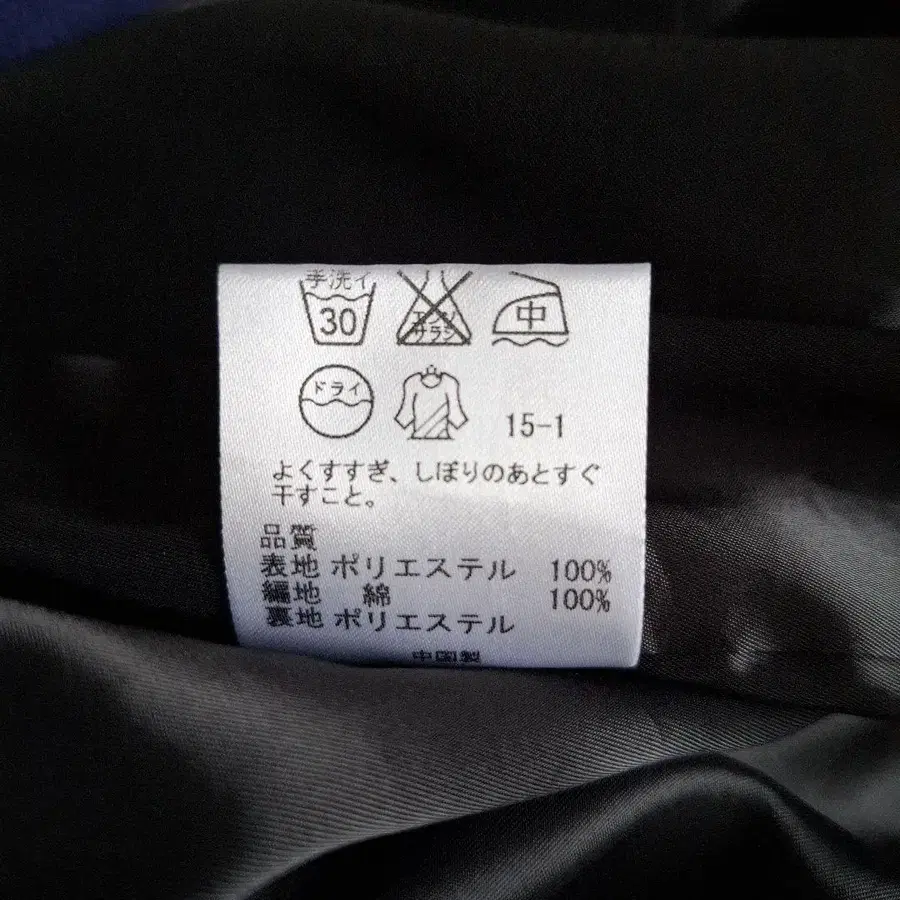 手洗イ
30
エンソ
サラシ
中
ドライ
15-1
よくすすぎ、しぼりのあとすぐ
干すこと。
品質
表地 ポリエステル 100%
編地 綿 100%
裏地 ポリエステル
中国製